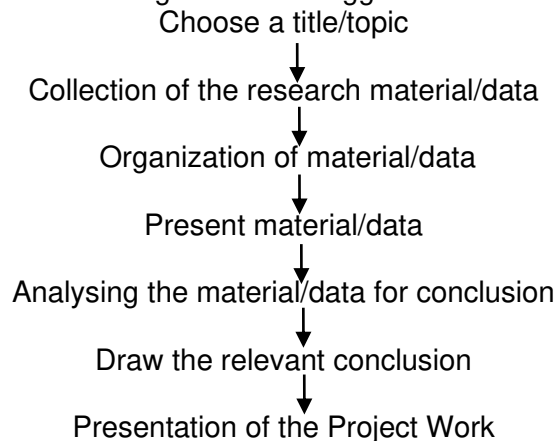 Choose a title/topic
Collection of the research material/data
Organization of material/data
Present material/data
Analysing the material/data for conclusion
Draw the relevant conclusion
Presentation of the Project Work